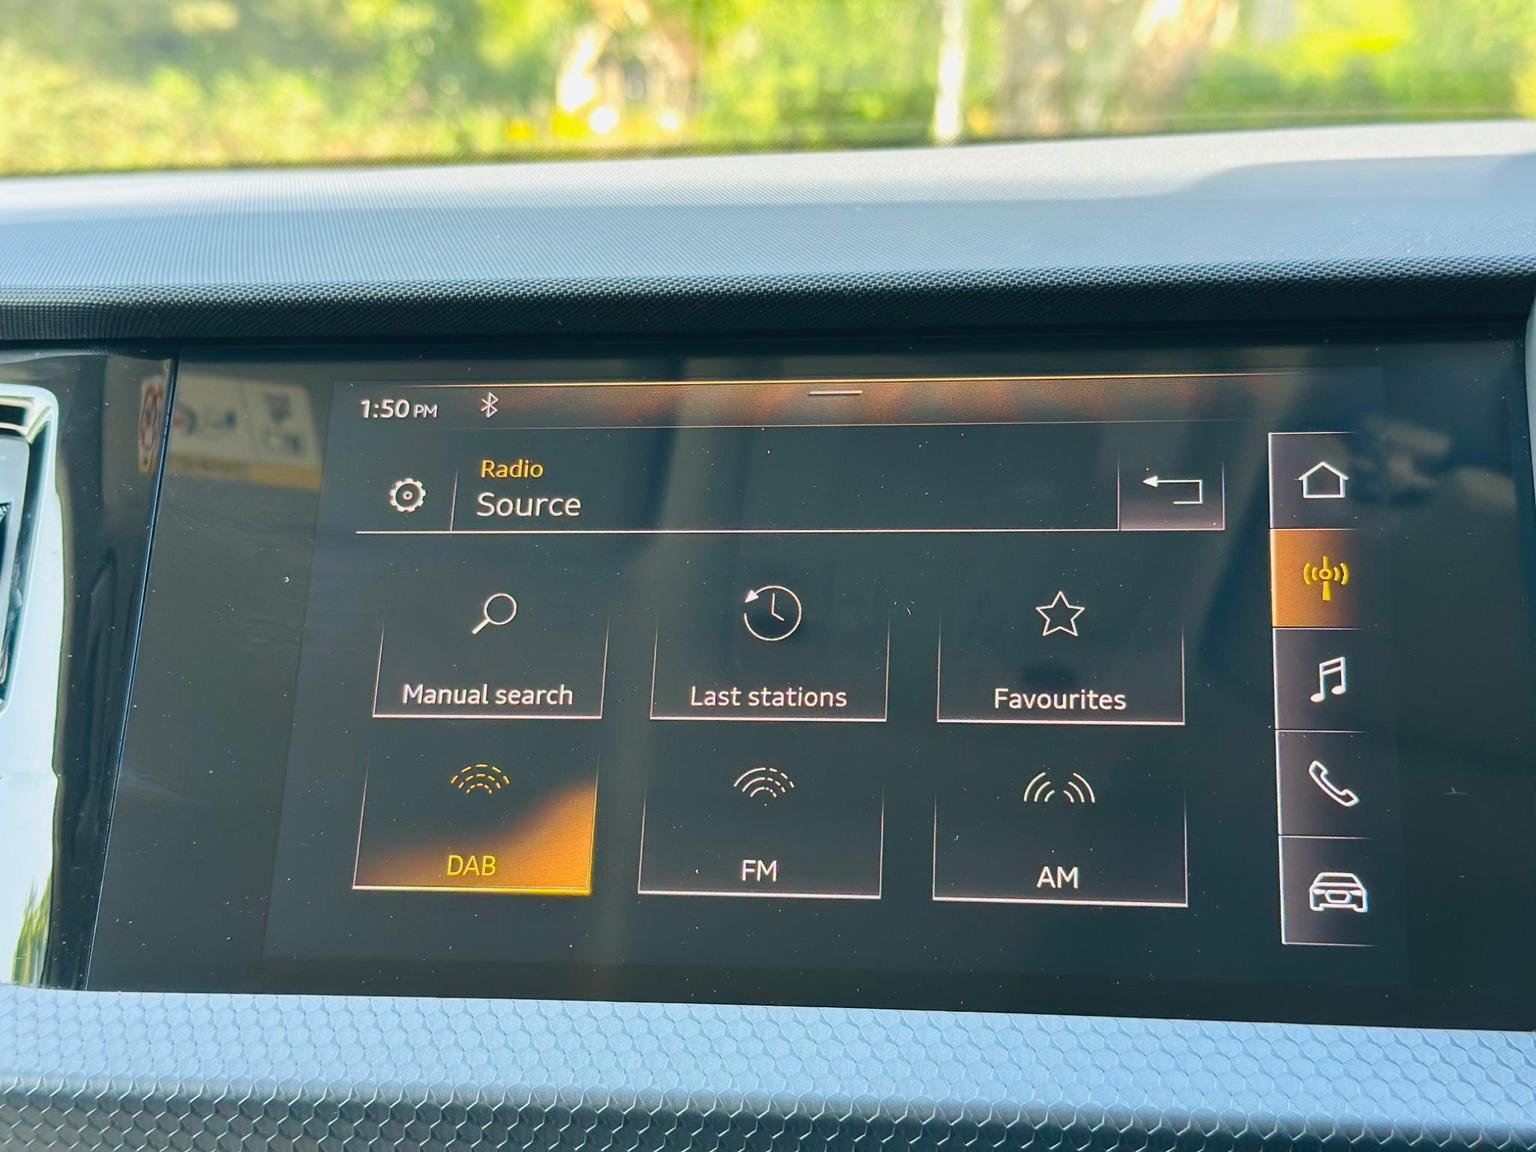 1:50 PM
Radio
Source
Manual search
Last stations
Favourites
DAB
FM
AM